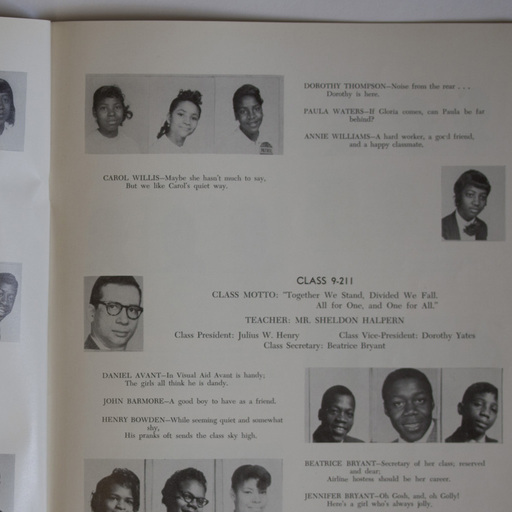 DOROTHY THOMPSON—Noise from the rear . . .
Dorothy is here.
PAULA WATERS—If Gloria comes, can Paula be far
behind?
ANNIE WILLIAMS—A hard worker, a good friend,
and a happy classmate.
CAROL WILLIS—Maybe she hasn't much to say,
But we like Carol's quiet way.
CLASS 9-211
CLASS MOTTO: "Together We Stand, Divided We Fall.
All for One, and One for All."
TEACHER: MR. SHELDON HALPERN
Class President: Julius W. Henry Class Vice-President: Dorothy Yates
Class Secretary: Beatrice Bryant
DANIEL AVANT—In Visual Aid Avant is handy;
The girls all think he is dandy.
JOHN BARMORE—A good boy to have as a friend.
HENRY BOWDEN—While seeming quiet and somewhat
shy,
His pranks oft sends the class sky high.
BEATRICE BRYANT—Secretary of her class, reserved
and dear;
Airline hostess should be her career.
JENNIFER BRYANT—Oh Gosh, and, oh Golly!
Here's a girl who's always jolly.